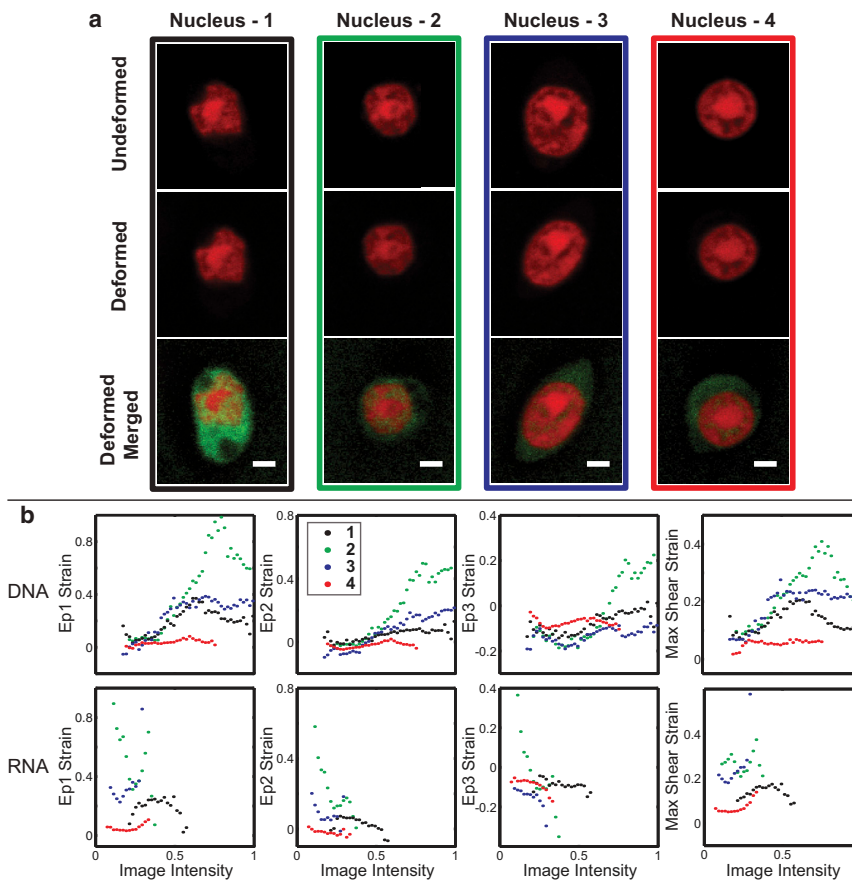 a
Nucleus - 1
Nucleus - 2
Nucleus - 3
Nucleus - 4
Undeformed
Deformed
Deformed
Merged
b
DNA
Ep1 Strain
0.8
0.4
0
Ep2 Strain
0.8
0.4
0
1
2
3
4
Ep3 Strain
0.4
0.2
0
-0.2
Max Shear Strain
0.4
0.2
0
RNA
Ep1 Strain
0.8
0.4
0
Ep2 Strain
0.8
0.4
0
Ep3 Strain
0.4
0.2
0
-0.2
Max Shear Strain
0.4
0.2
0
0 0.5 1
0 0.5 1
0 0.5 1
0 0.5 1
Image Intensity
Image Intensity
Image Intensity
Image Intensity